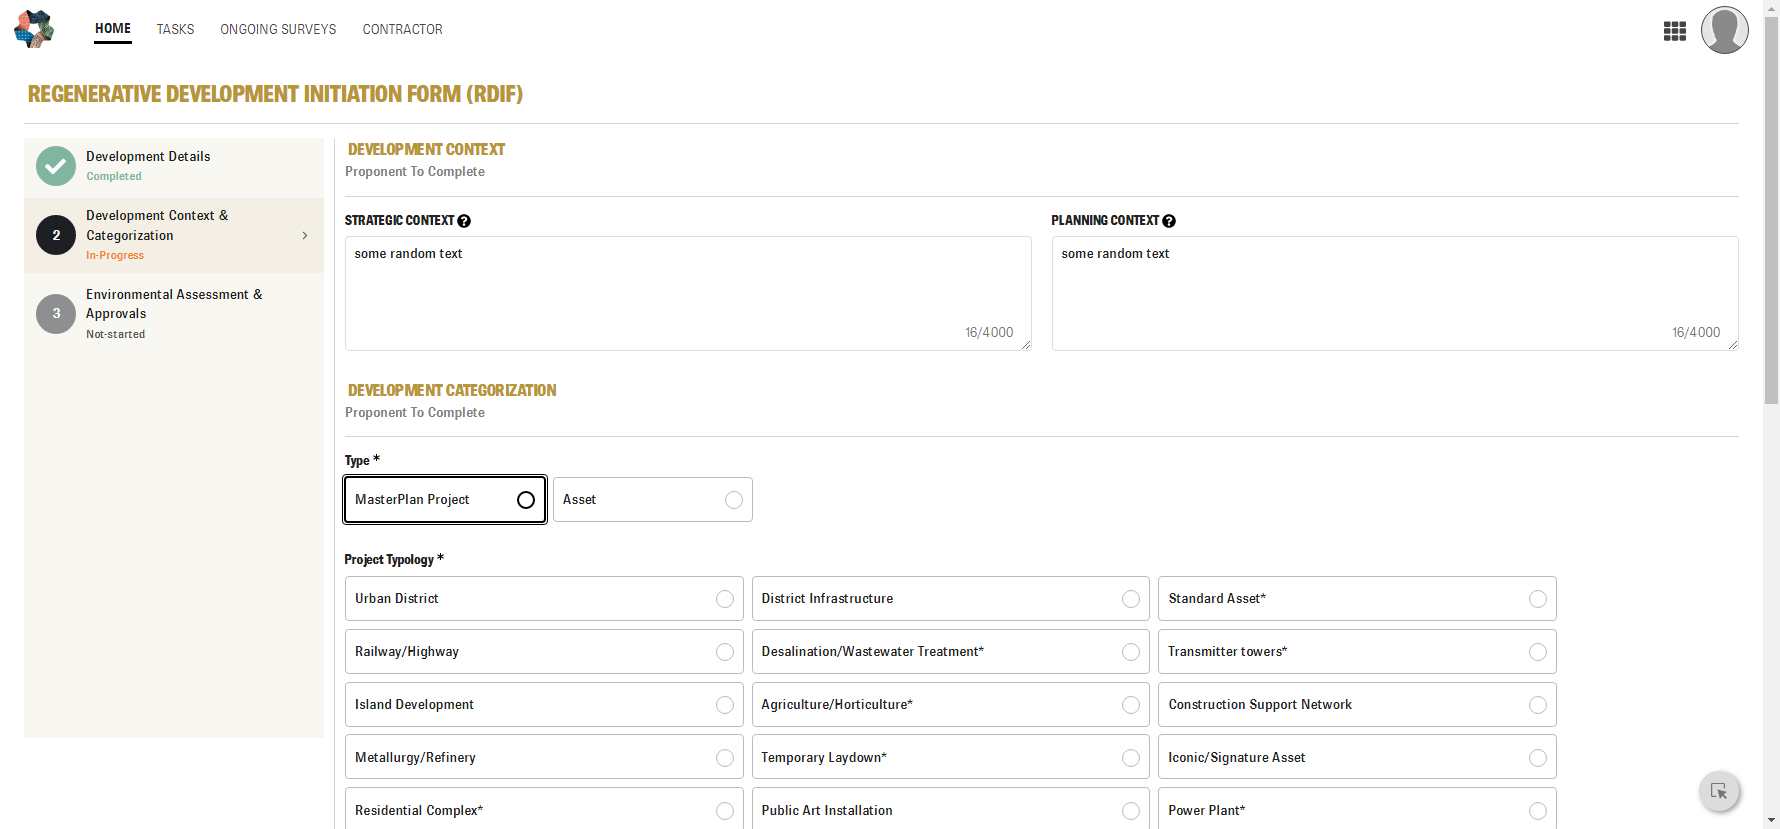 HOME TASKS ONGOING SURVEYS CONTRACTOR
REGENERATIVE DEVELOPMENT INITIATION FORM (RDIF)
Development Details
Completed
2
Development Context &
Categorization
In-Progress
3
Environmental Assessment &
Approvals
Not-started
DEVELOPMENT CONTEXT
Proponent To Complete
STRATEGIC CONTEXT ?
some random text
16/4000
PLANNING CONTEXT ?
some random text
16/4000
DEVELOPMENT CATEGORIZATION
Proponent To Complete
Type *
MasterPlan Project
Asset
Project Typology *
Urban District
District Infrastructure
Standard Asset*
Railway/Highway
Desalination/Wastewater Treatment*
Transmitter towers*
Island Development
Agriculture/Horticulture*
Construction Support Network
Metallurgy/Refinery
Temporary Laydown*
Iconic/Signature Asset
Residential Complex*
Public Art Installation
Power Plant*